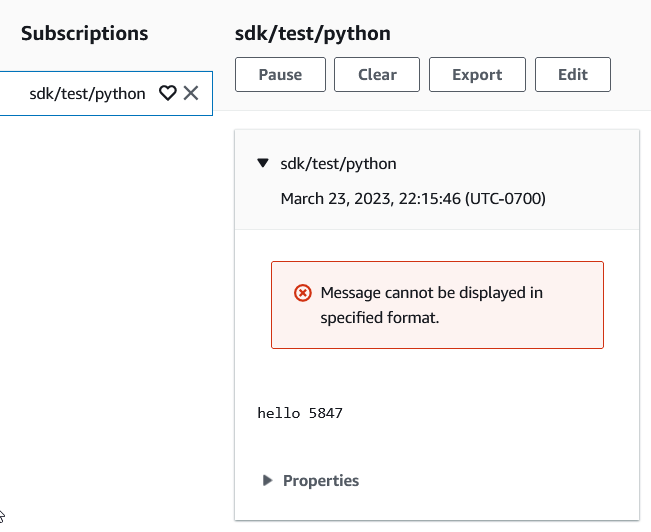 Subscriptions
sdk/test/python
sdk/test/python
Pause Clear Export Edit
sdk/test/python
March 23, 2023, 22:15:46 (UTC-0700)
Message cannot be displayed in
specified format.
hello 5847
Properties